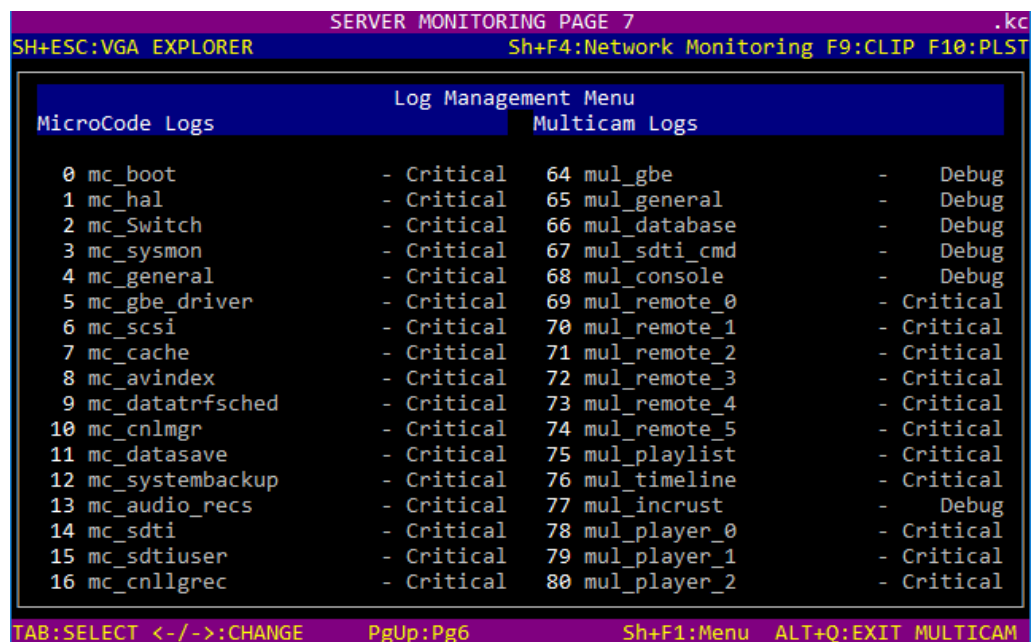 SERVER MONITORING PAGE 7 .kc
SH+ESC:VGA EXPLORER Sh+F4:Network Monitoring F9:CLIP F10:PLST
Log Management Menu
MicroCode Logs Multicam Logs
0 mc_boot - Critical 64 mul_gbe - Debug
1 mc_hal - Critical 65 mul_general - Debug
2 mc_Switch - Critical 66 mul_database - Debug
3 mc_sysmon - Critical 67 mul_sdti_cmd - Debug
4 mc_general - Critical 68 mul_console - Debug
5 mc_gbe_driver - Critical 69 mul_remote_0 - Critical
6 mc_scsi - Critical 70 mul_remote_1 - Critical
7 mc_cache - Critical 71 mul_remote_2 - Critical
8 mc_avindex - Critical 72 mul_remote_3 - Critical
9 mc_datatrfsched - Critical 73 mul_remote_4 - Critical
10 mc_cnlmgr - Critical 74 mul_remote_5 - Critical
11 mc_datasave - Critical 75 mul_playlist - Critical
12 mc_systembackup - Critical 76 mul_timeline - Critical
13 mc_audio_recs - Critical 77 mul_incrust - Debug
14 mc_sdti - Critical 78 mul_player_0 - Critical
15 mc_sdtiuser - Critical 79 mul_player_1 - Critical
16 mc_cnllgrec - Critical 80 mul_player_2 - Critical
TAB:SELECT <-/->:CHANGE PgUp:Pg6 Sh+F1:Menu ALT+Q:EXIT MULTICAM